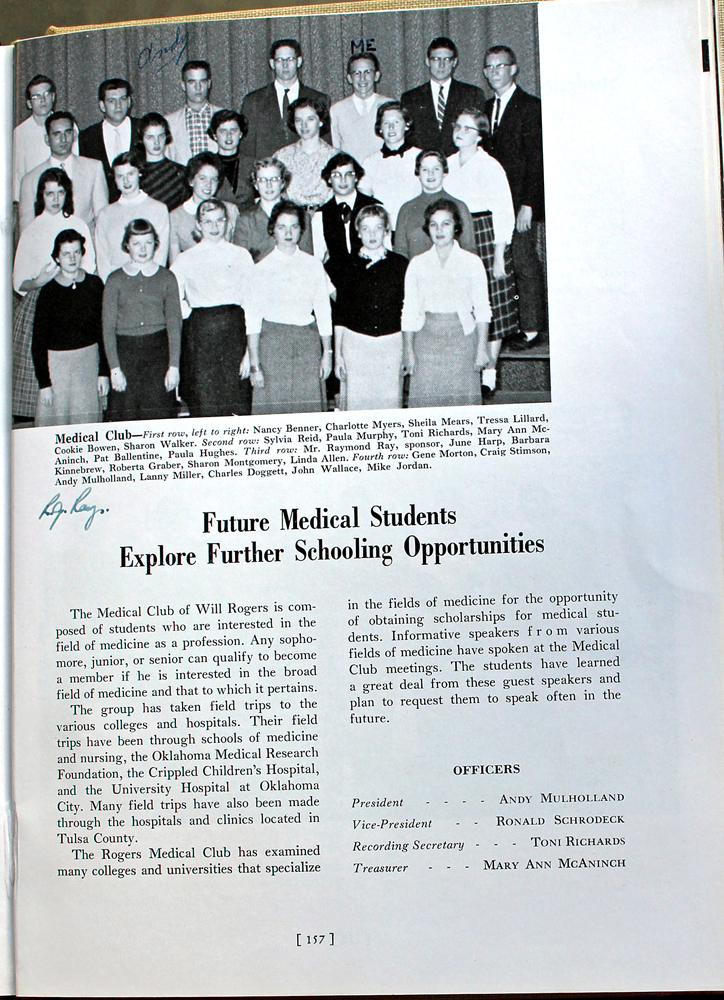 Andy
ME
Medical Club—First row, left to right: Nancy Benner, Charlotte Myers, Sheila Mears, Tressa Lillard,
Cookie Bowen, Sharon Walker. Second row: Sylvia Reid, Paula Murphy, Toni Richards, Mary Ann Mc-
Aninch, Pat Ballentine, Paula Hughes. Third row: Mr. Raymond Ray, sponsor, June Harp, Barbara
Kinnebrew, Roberta Graber, Sharon Montgomery, Linda Allen. Fourth row: Gene Morton, Craig Stimson,
Andy Mulholland, Lanny Miller, Charles Doggett, John Wallace, Mike Jordan.
Future Medical Students
Explore Further Schooling Opportunities
The Medical Club of Will Rogers is com-
posed of students who are interested in the
field of medicine as a profession. Any sopho-
more, junior, or senior can qualify to become
a member if he is interested in the broad
field of medicine and that to which it pertains.
The group has taken field trips to the
various colleges and hospitals. Their field
trips have been through schools of medicine
and nursing, the Oklahoma Medical Research
Foundation, the Crippled Children's Hospital,
and the University Hospital at Oklahoma
City. Many field trips have also been made
through the hospitals and clinics located in
Tulsa County.
The Rogers Medical Club has examined
many colleges and universities that specialize
in the fields of medicine for the opportunity
of obtaining scholarships for medical stu-
dents. Informative speakers from various
fields of medicine have spoken at the Medical
Club meetings. The students have learned
a great deal from these guest speakers and
plan to request them to speak often in the
future.
OFFICERS
President - - - - ANDY MULHOLLAND
Vice-President - - RONALD SCHRODECK
Recording Secretary - - - TONI RICHARDS
Treasurer - - - MARY ANN MCANINCH
[ 157 ]